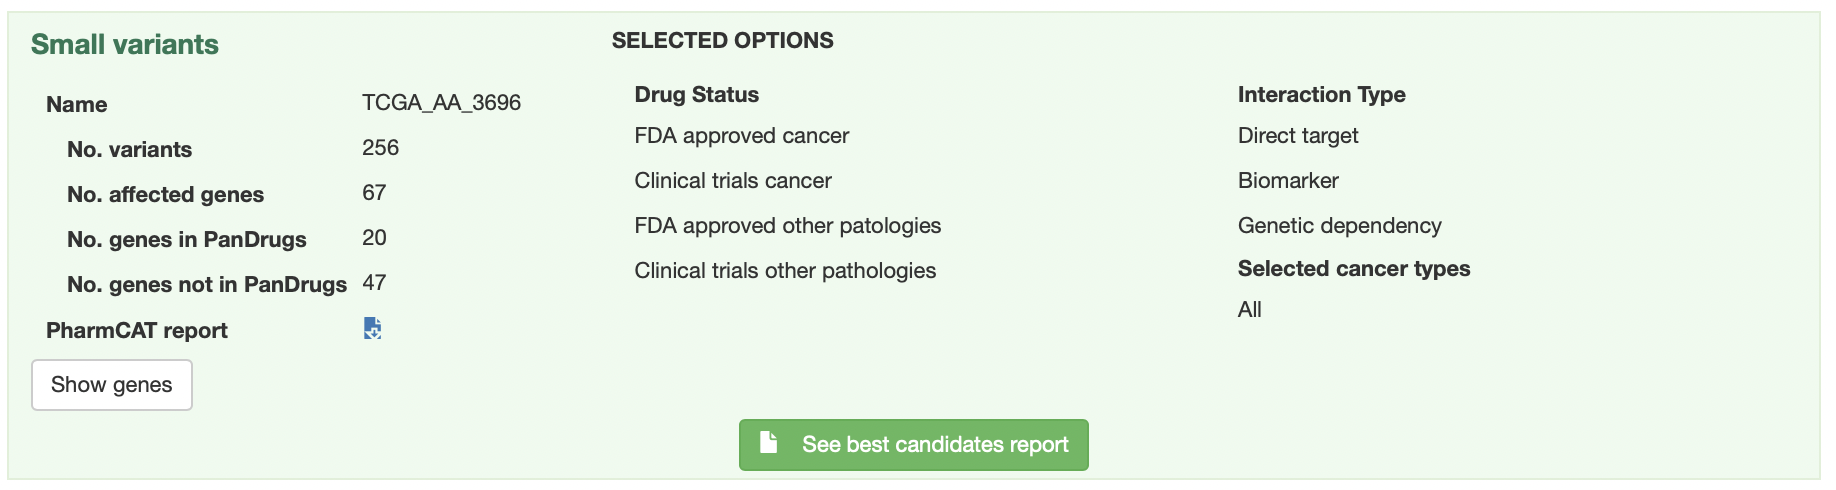 Small variants
Name TCGA_AA_3696
No. variants 256
No. affected genes 67
No. genes in PanDrugs 20
No. genes not in PanDrugs 47
PharmCAT report
Show genes
SELECTED OPTIONS
Drug Status
FDA approved cancer
Clinical trials cancer
FDA approved other patologies
Clinical trials other pathologies
Interaction Type
Direct target
Biomarker
Genetic dependency
Selected cancer types
All
See best candidates report